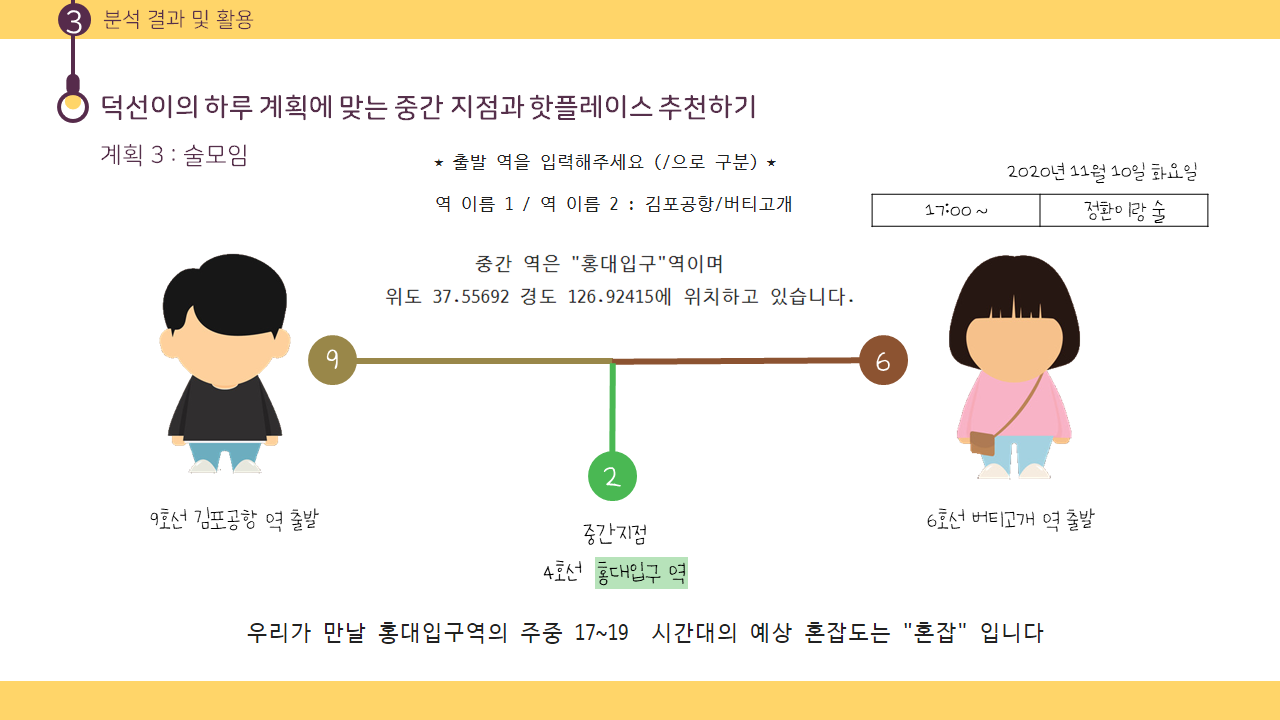 3 분석 결과 및 활용
덕선이의 하루 계획에 맞는 중간 지점과 핫플레이스 추천하기
계획 3 : 술모임
★ 출발 역을 입력해주세요 (/으로 구분) ★
역 이름 1 / 역 이름 2 : 김포공항/버티고개
2020년 11월 10일 화요일
17:00 ~ 정환이랑 술
중간 역은 "홍대입구"역이며
위도 37.55692 경도 126.92415에 위치하고 있습니다.
9
6
2
9호선 김포공항 역 출발
6호선 버티고개 역 출발
중간지점
4호선 홍대입구 역
우리가 만날 홍대입구역의 주중 17~19 시간대의 예상 혼잡도는 "혼잡" 입니다